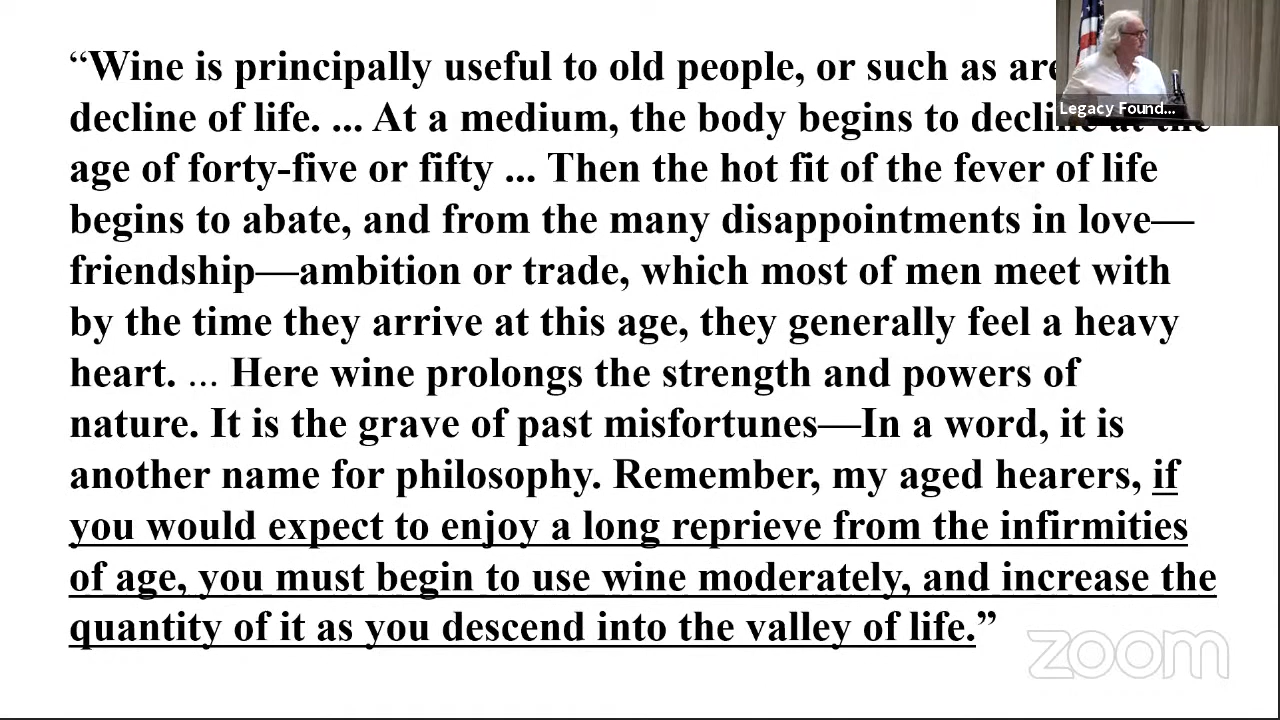 “Wine is principally useful to old people, or such as are
decline of life. ... At a medium, the body begins to decline at the
age of forty-five or fifty ... Then the hot fit of the fever of life
begins to abate, and from the many disappointments in love—
friendship—ambition or trade, which most of men meet with
by the time they arrive at this age, they generally feel a heavy
heart. ... Here wine prolongs the strength and powers of
nature. It is the grave of past misfortunes—In a word, it is
another name for philosophy. Remember, my aged hearers, if
you would expect to enjoy a long reprieve from the infirmities
of age, you must begin to use wine moderately, and increase the
quantity of it as you descend into the valley of life.”
Legacy Found...
zoom